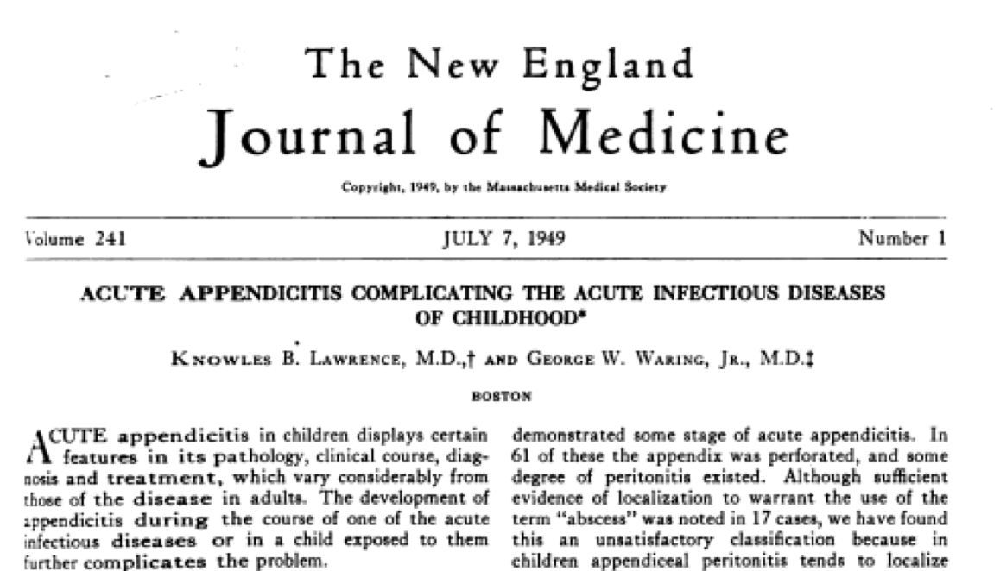 The New England
Journal of Medicine
Copyright, 1949, by the Massachusetts Medical Society
Volume 241
JULY 7, 1949
Number 1
ACUTE APPENDICITIS COMPLICATING THE ACUTE INFECTIOUS DISEASES
OF CHILDHOOD*
KNOWLES B. LAWRENCE, M.D.,† AND GEORGE W. WARING, JR., M.D.‡
BOSTON
ACUTE appendicitis in children displays certain
features in its pathology, clinical course, diag-
nosis and treatment, which vary considerably from
those of the disease in adults. The development of
appendicitis during the course of one of the acute
infectious diseases or in a child exposed to them
further complicates the problem.
demonstrated some stage of acute appendicitis. In
61 of these the appendix was perforated, and some
degree of peritonitis existed. Although sufficient
evidence of localization to warrant the use of the
term “abscess” was noted in 17 cases, we have found
this an unsatisfactory classification because in
children appendiceal peritonitis tends to localize